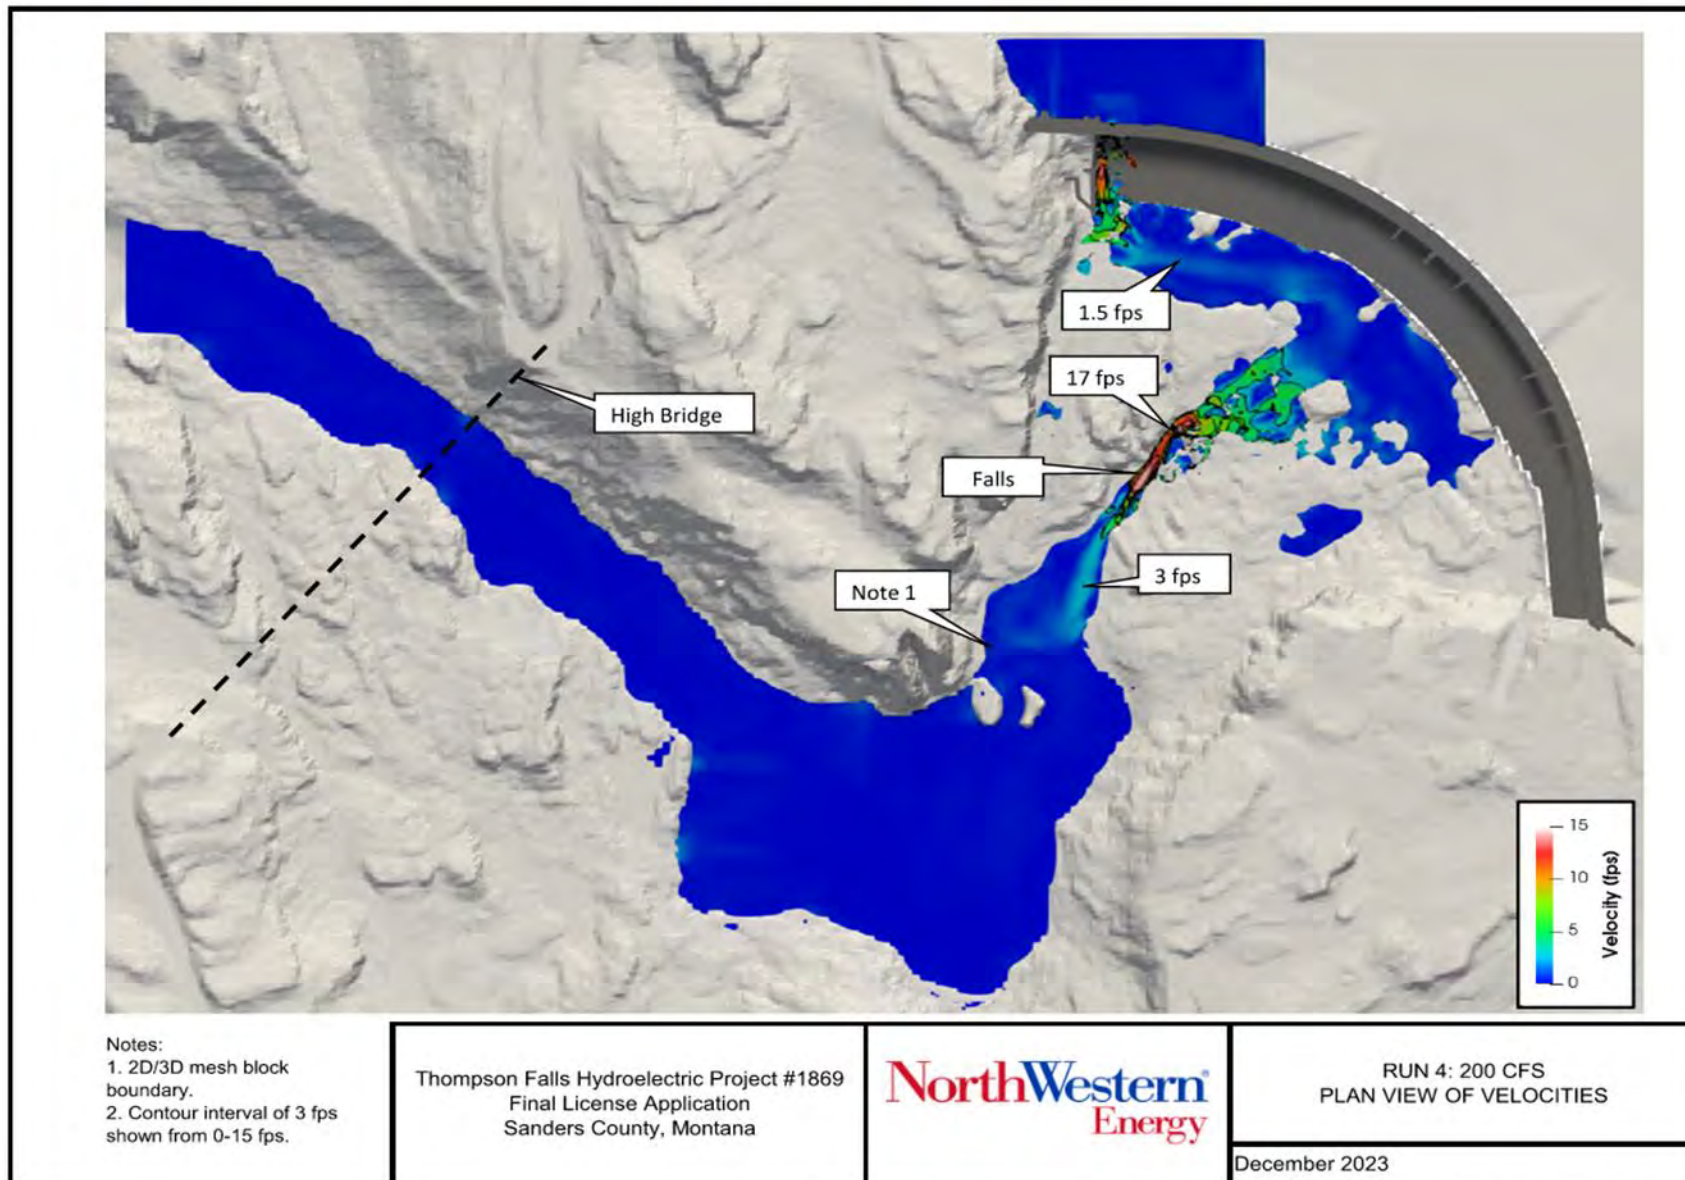 1.5 fps
17 fps
High Bridge
Falls
3 fps
Note 1
15
10
5
0
Velocity (fps)
Notes:
1. 2D/3D mesh block
boundary.
2. Contour interval of 3 fps
shown from 0-15 fps.
Thompson Falls Hydroelectric Project #1869
Final License Application
Sanders County, Montana
NorthWestern®
Energy
RUN 4: 200 CFS
PLAN VIEW OF VELOCITIES
December 2023